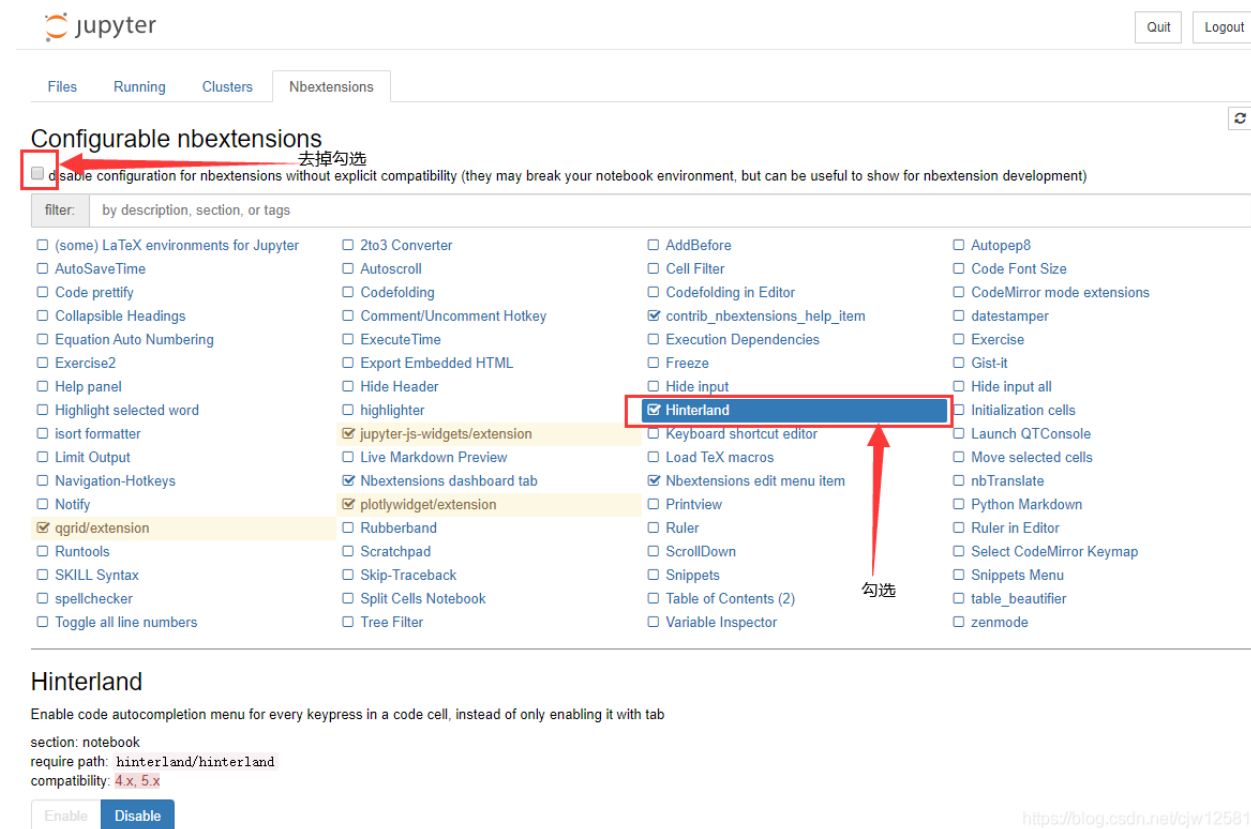 jupyter
Quit
Logout
Files
Running
Clusters
Nbextensions
Configurable nbextensions
去掉勾选
disable configuration for nbextensions without explicit compatibility (they may break your notebook environment, but can be useful to show for nbextension development)
filter: by description, section, or tags
(some) LaTeX environments for Jupyter
2to3 Converter
AddBefore
Autopep8
AutoSaveTime
Autoscroll
Cell Filter
Code Font Size
Code prettify
Codefolding
Codefolding in Editor
CodeMirror mode extensions
Collapsible Headings
Comment/Uncomment Hotkey
contrib_nbextensions_help_item
datestamper
Equation Auto Numbering
ExecuteTime
Execution Dependencies
Exercise
Exercise2
Export Embedded HTML
Freeze
Gist-it
Help panel
Hide Header
Hide input
Hide input all
Highlight selected word
highlighter
Hinterland
Initialization cells
isort formatter
jupyter-js-widgets/extension
Keyboard shortcut editor
Launch QTConsole
Limit Output
Live Markdown Preview
Load TeX macros
Move selected cells
Navigation-Hotkeys
Nbextensions dashboard tab
Nbextensions edit menu item
nbTranslate
Notify
plotlywidget/extension
Printview
Python Markdown
qgrid/extension
Rubberband
Ruler
Ruler in Editor
Runtools
Scratchpad
ScrollDown
Select CodeMirror Keymap
SKILL Syntax
Skip-Traceback
Snippets
Snippets Menu
勾选
spellchecker
Split Cells Notebook
Table of Contents (2)
table_beautifier
Toggle all line numbers
Tree Filter
Variable Inspector
zenmode
Hinterland
Enable code autocompletion menu for every keypress in a code cell, instead of only enabling it with tab
section: notebook
require path: hinterland/hinterland
compatibility: 4.x, 5.x
Enable
Disable
https://blog.csdn.net/cjw12581